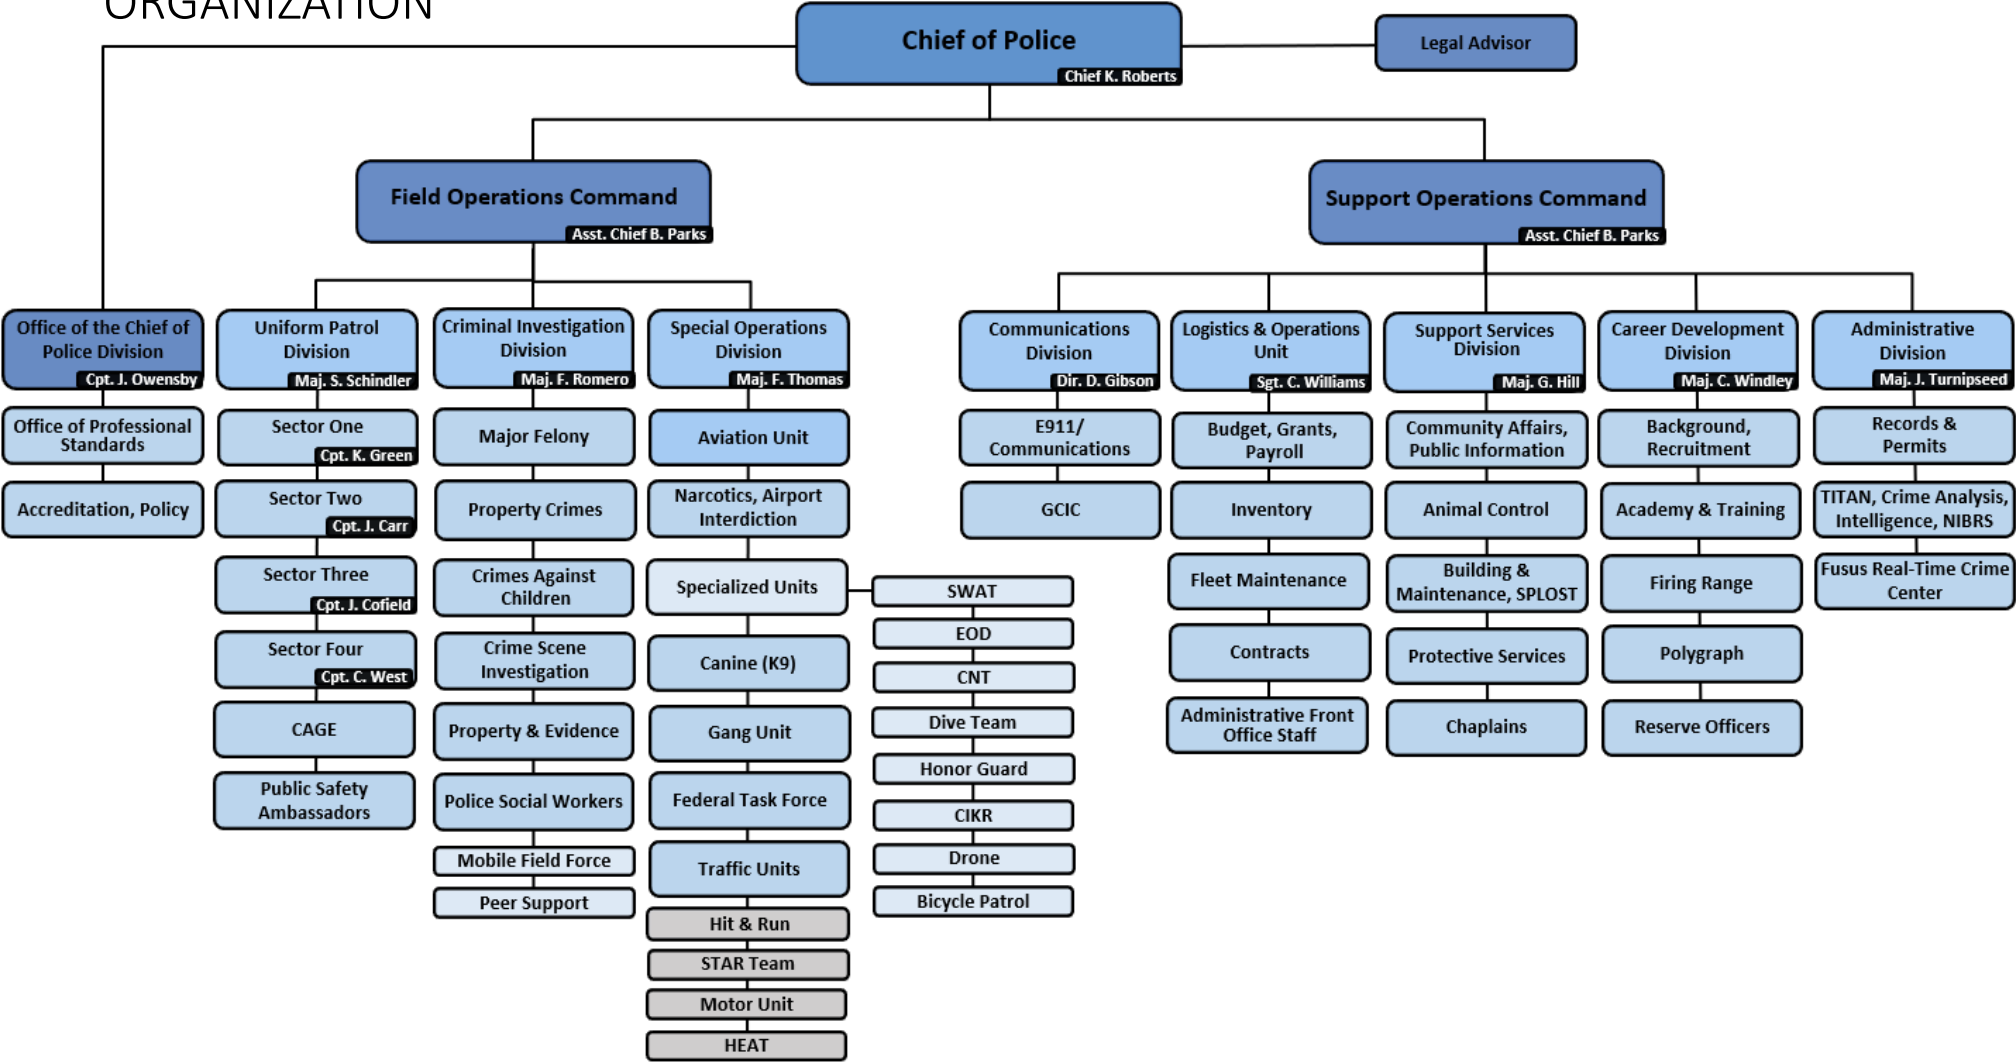 ORGANIZATION
Chief of Police
Chief K. Roberts
Legal Advisor
Field Operations Command
Asst. Chief B. Parks
Support Operations Command
Asst. Chief B. Parks
Office of the Chief of
Police Division
Cpt. J. Owensby
Office of Professional
Standards
Accreditation, Policy
Uniform Patrol
Division
Maj. S. Schindler
Sector One
Cpt. K. Green
Sector Two
Cpt. J. Carr
Sector Three
Cpt. J. Cofield
Sector Four
Cpt. C. West
CAGE
Public Safety
Ambassadors
Criminal Investigation
Division
Maj. F. Romero
Major Felony
Property Crimes
Crimes Against
Children
Crime Scene
Investigation
Property & Evidence
Police Social Workers
Mobile Field Force
Peer Support
Special Operations
Division
Maj. F. Thomas
Aviation Unit
Narcotics, Airport
Interdiction
Specialized Units
Canine (K9)
Gang Unit
Federal Task Force
Traffic Units
Hit & Run
STAR Team
Motor Unit
HEAT
SWAT
EOD
CNT
Dive Team
Honor Guard
CIKR
Drone
Bicycle Patrol
Communications
Division
Dir. D. Gibson
E911/
Communications
GCIC
Logistics & Operations
Unit
Sgt. C. Williams
Budget, Grants,
Payroll
Inventory
Fleet Maintenance
Contracts
Administrative Front
Office Staff
Support Services
Division
Maj. G. Hill
Community Affairs,
Public Information
Animal Control
Building &
Maintenance, SPLOST
Protective Services
Chaplains
Career Development
Division
Maj. C. Windley
Background,
Recruitment
Academy & Training
Firing Range
Polygraph
Reserve Officers
Administrative
Division
Maj. J. Turnipseed
Records &
Permits
TITAN, Crime Analysis,
Intelligence, NIBRS
Fusus Real-Time Crime
Center